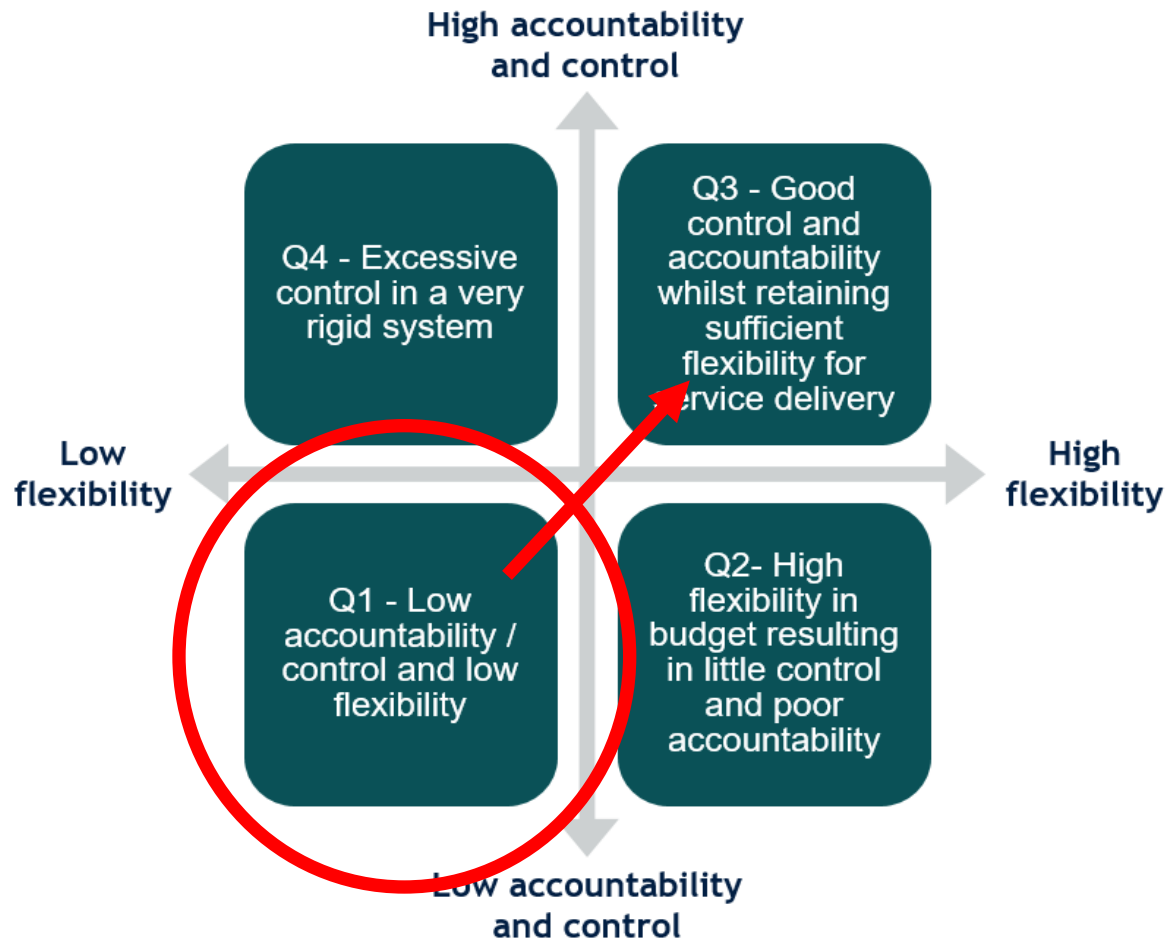 High accountability
and control
Q4 - Excessive
control in a very
rigid system
Q3 - Good
control and
accountability
whilst retaining
sufficient
flexibility for
service delivery
Low
flexibility
High
flexibility
Q1 - Low
accountability /
control and low
flexibility
Q2- High
flexibility in
budget resulting
in little control
and poor
accountability
Low accountability
and control